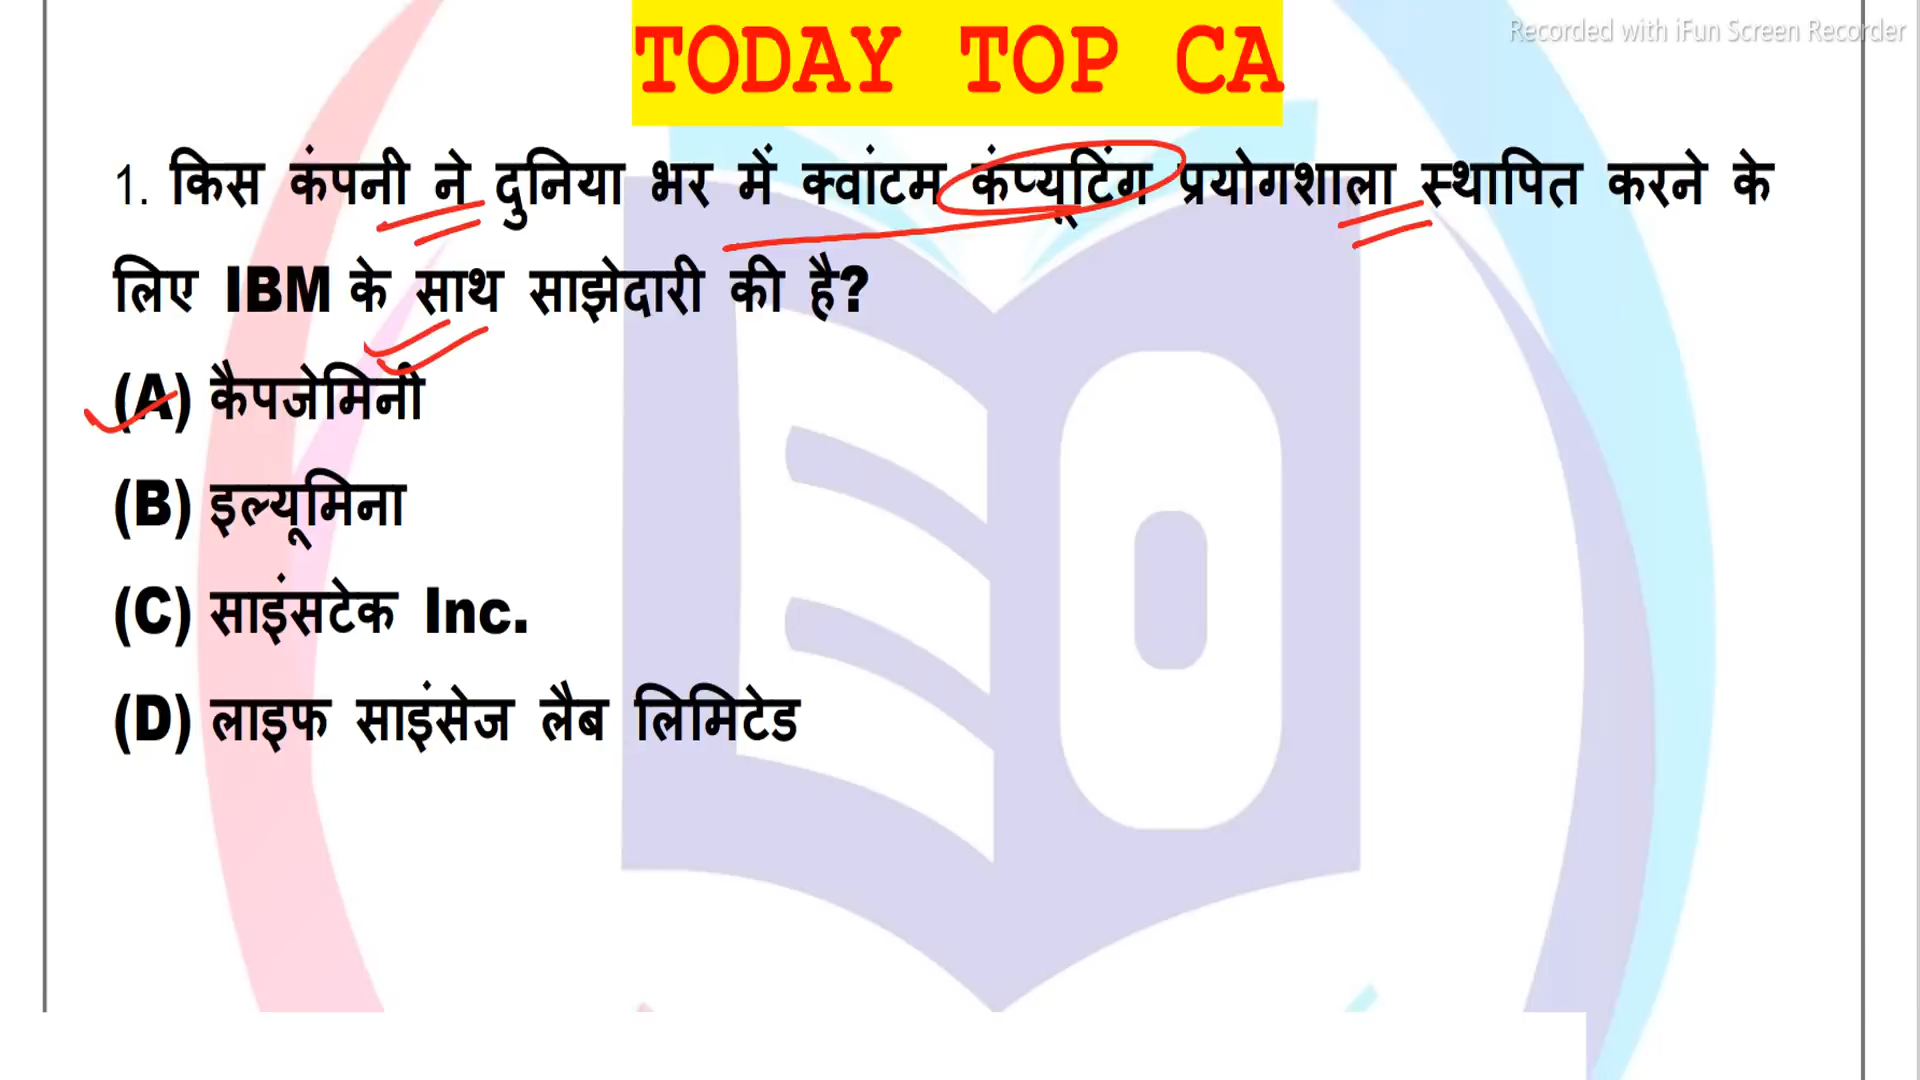 Recorded with iFun Screen Recorder
TODAY TOP CA
1. किस कंपनी ने दुनिया भर में क्वांटम कंप्यूटिंग प्रयोगशाला स्थापित करने के
लिए IBM के साथ साझेदारी की है?
(A) कैपजेमिनी
(B) इल्यूमिना
(C) साइंसटेक Inc.
(D) लाइफ साइंसेज लैब लिमिटेड